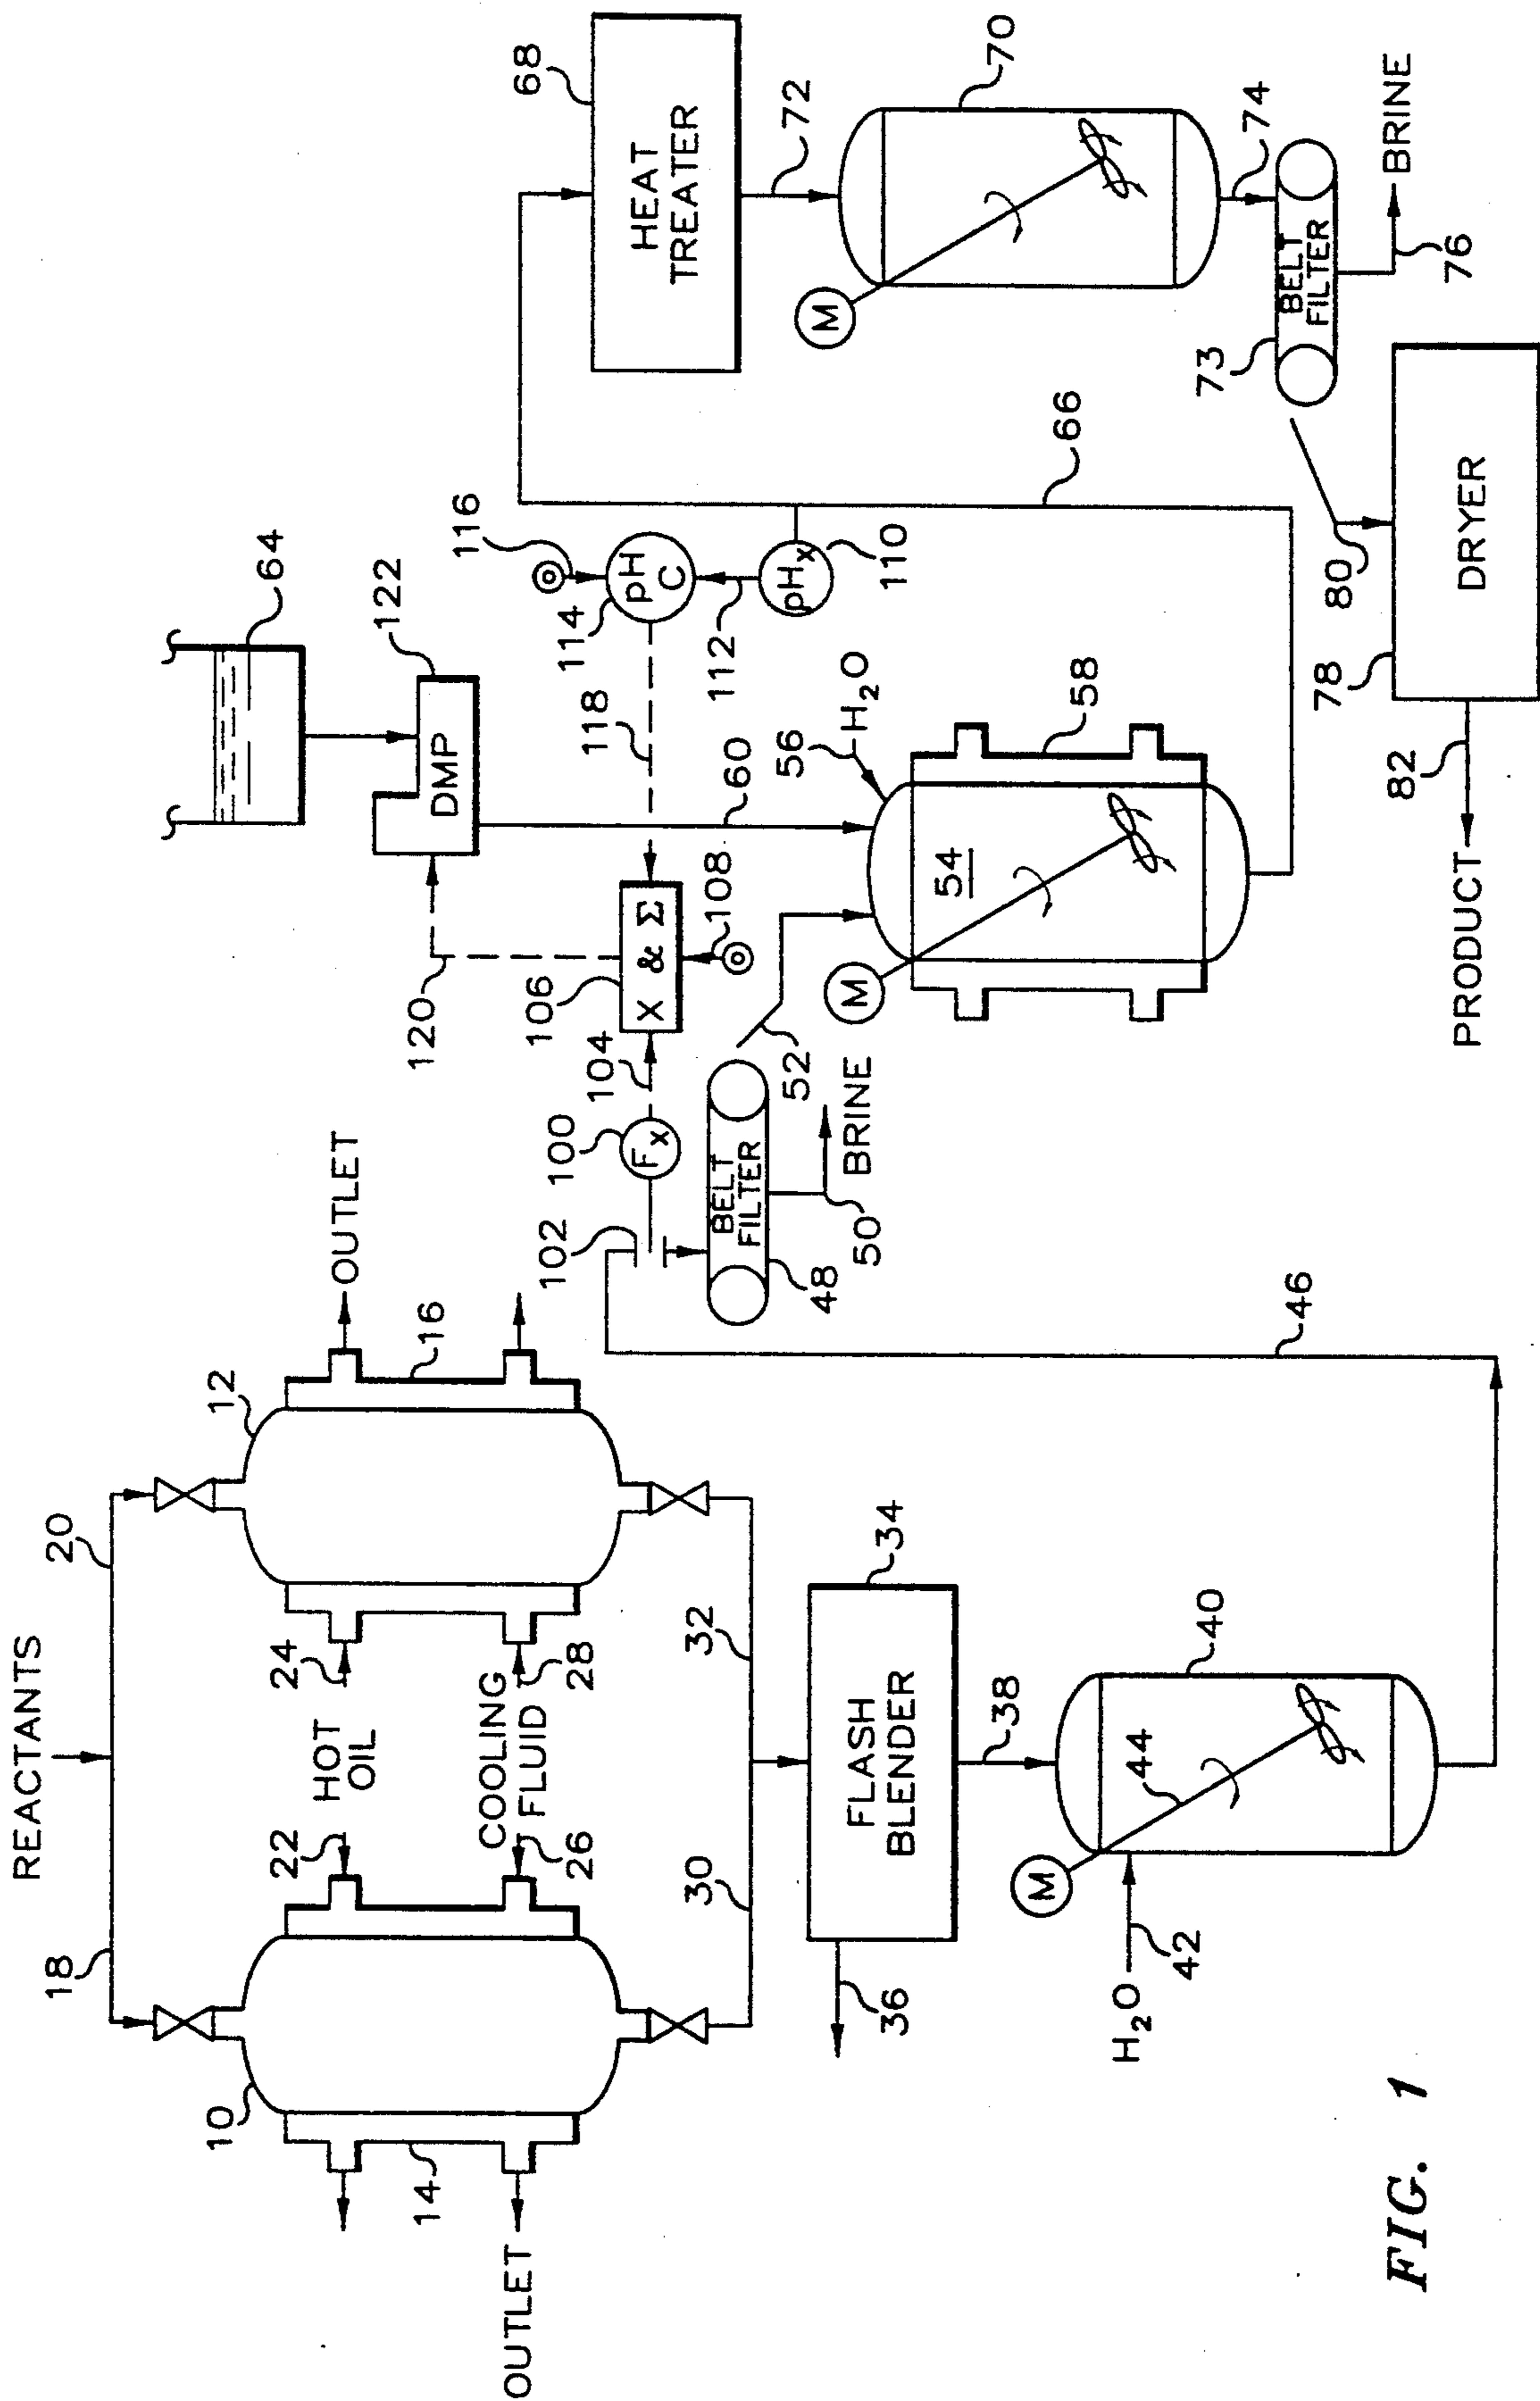 REACTANTS
18
20
10
12
14
16
22
24
HOT
OIL
26
28
COOLING
FLUID
OUTLET
OUTLET
30
32
FLASH
BLENDER
34
36
38
40
M
44
H₂O
42
46
102
100
Fx
104
106
X & Σ
108
BELT
FILTER
48
50
BRINE
52
120
118
DMP
122
64
60
56
H₂O
54
M
58
116
pH
C
114
112
pHx
110
66
68
HEAT
TREATER
72
70
M
74
BELT
FILTER
73
76
BRINE
80
DRYER
78
82
PRODUCT
FIG. 1